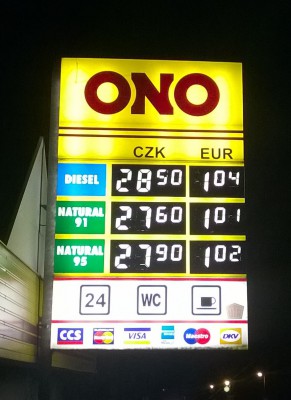 ONO
CZK EUR
DIESEL 28 50 1 04
NATURAL 91 27 60 1 01
NATURAL 95 27 90 1 02
24 WC
CCS VISA Maestro DKV